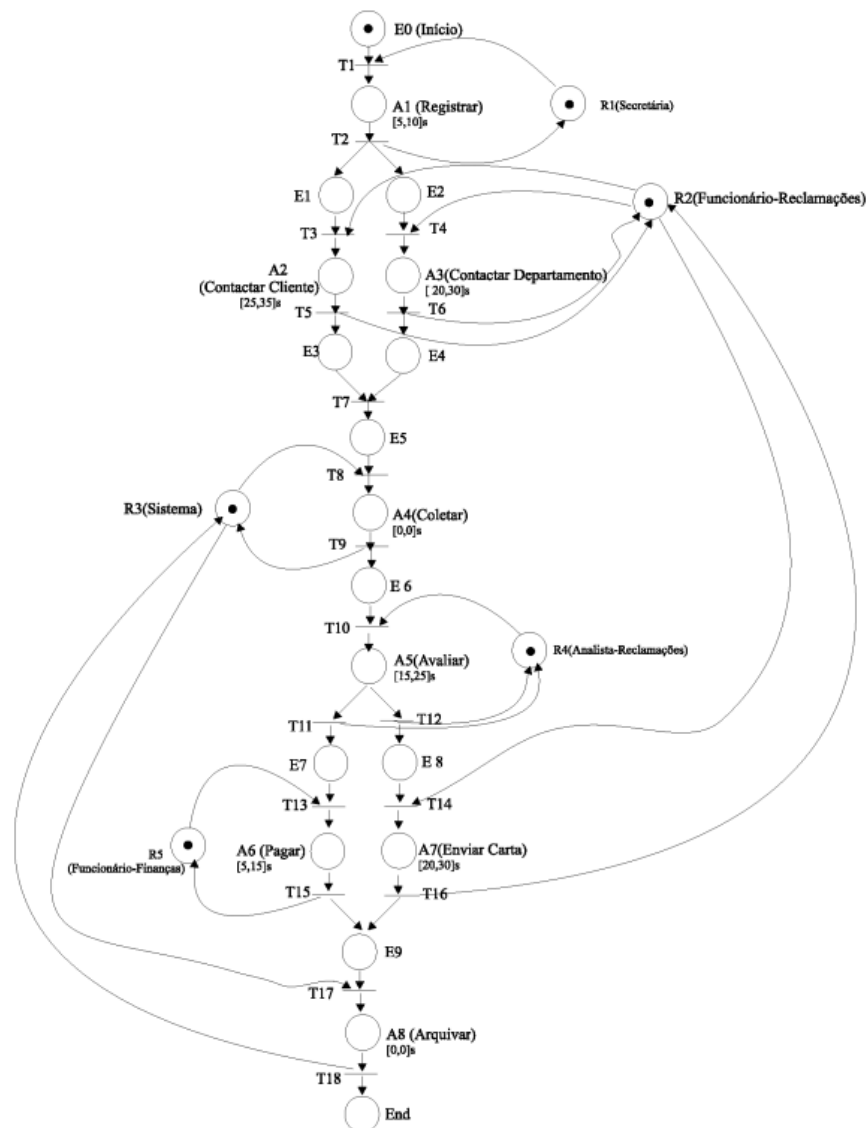 E0 (Início)
T1
A1 (Registrar)
[5,10]s
R1(Secretária)
T2
E1
E2
R2(Funcionário-Reclamações)
T3
T4
A2
(Contactar Cliente)
[25,35]s
A3(Contactar Departamento)
[ 20,30]s
T5
T6
E3
E4
T7
E5
T8
R3(Sistema)
A4(Coletar)
[0,0]s
T9
E 6
T10
A5(Avaliar)
[15,25]s
R4(Analista-Reclamações)
T11
T12
E7
E 8
T13
T14
R5
(Funcionário-Finanças)
A6 (Pagar)
[5,15]s
A7(Enviar Carta)
[20,30]s
T15
T16
E9
T17
A8 (Arquivar)
[0,0]s
T18
End